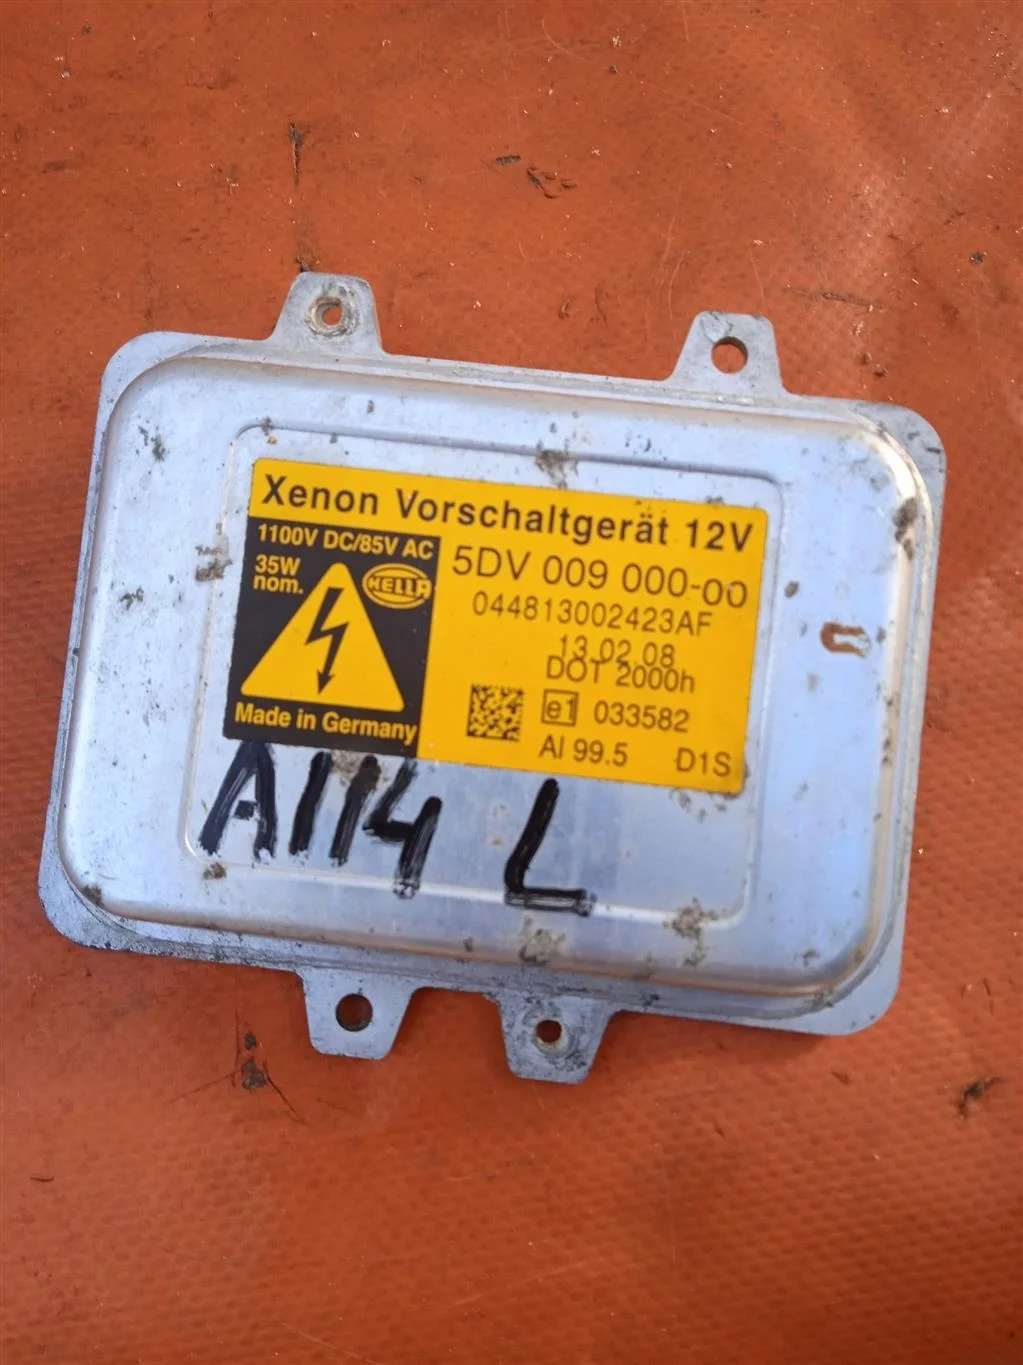 Xenon Vorschaltgerät 12V
1100V DC/85V AC
35W
nom.
HELLA
Made in Germany
5DV 009 000-00
044813002423AF
13.02.08
DOT 2000h
e1 033582
AI 99.5 D1S
A114 L